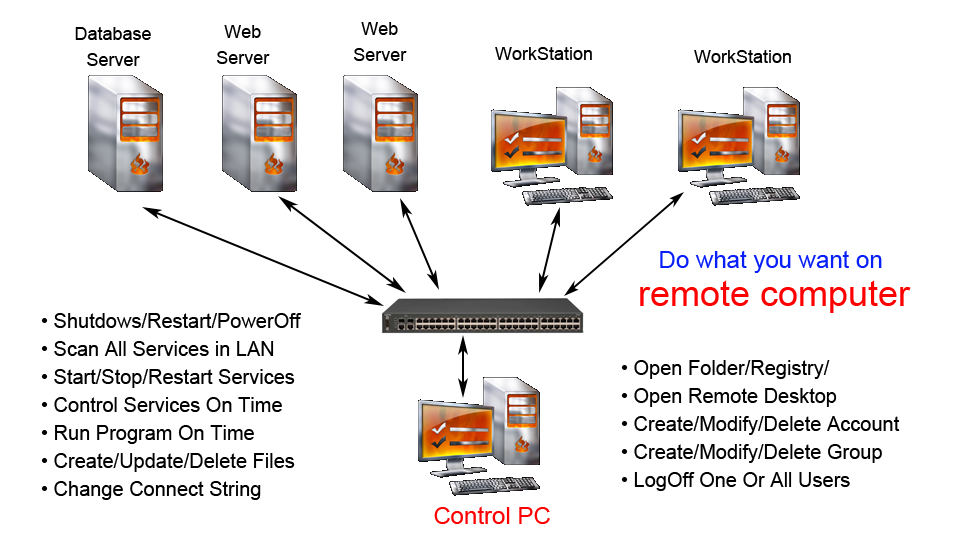 Database
Server
Web
Server
Web
Server
WorkStation
WorkStation
Do what you want on
remote computer
• Shutdows/Restart/PowerOff
• Scan All Services in LAN
• Start/Stop/Restart Services
• Control Services On Time
• Run Program On Time
• Create/Update/Delete Files
• Change Connect String
• Open Folder/Registry/
• Open Remote Desktop
• Create/Modify/Delete Account
• Create/Modify/Delete Group
• LogOff One Or All Users
Control PC